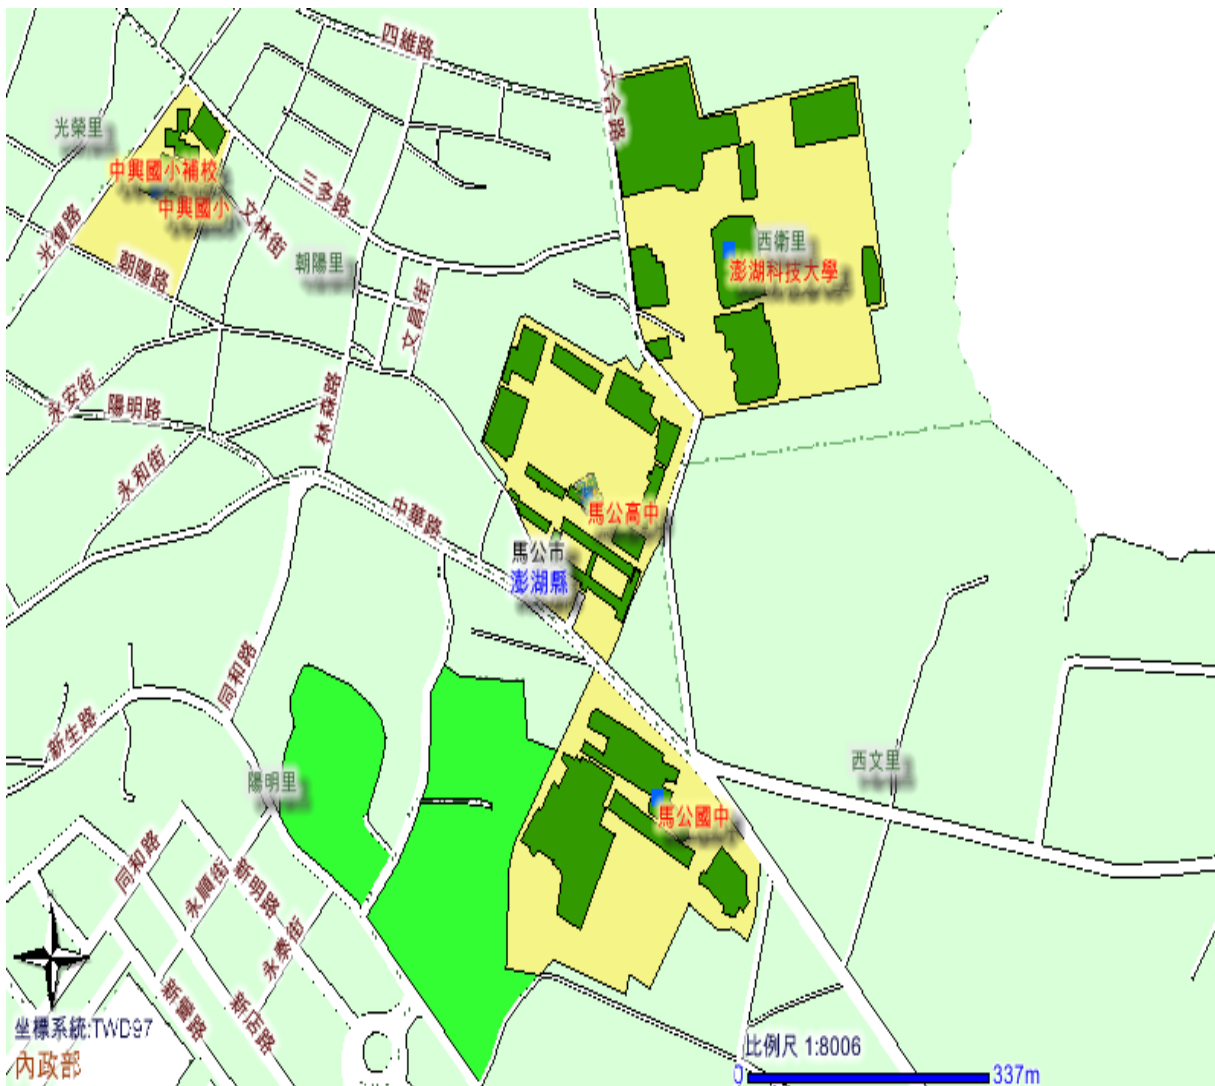 四維路
六合路
光榮里
中興國小補校
中興國小
三多路
文林街
光復路
朝陽路
朝陽里
西衛里
澎湖科技大學
文昌街
永安街
陽明路
林森路
永和街
中華路
馬公高中
馬公市
澎湖縣
同和路
新生路
陽明里
西文里
馬公國中
同和路
永順街
新明路
永泰街
新店路
坐標系統:TWD97
內政部
比例尺 1:8006
0
337m